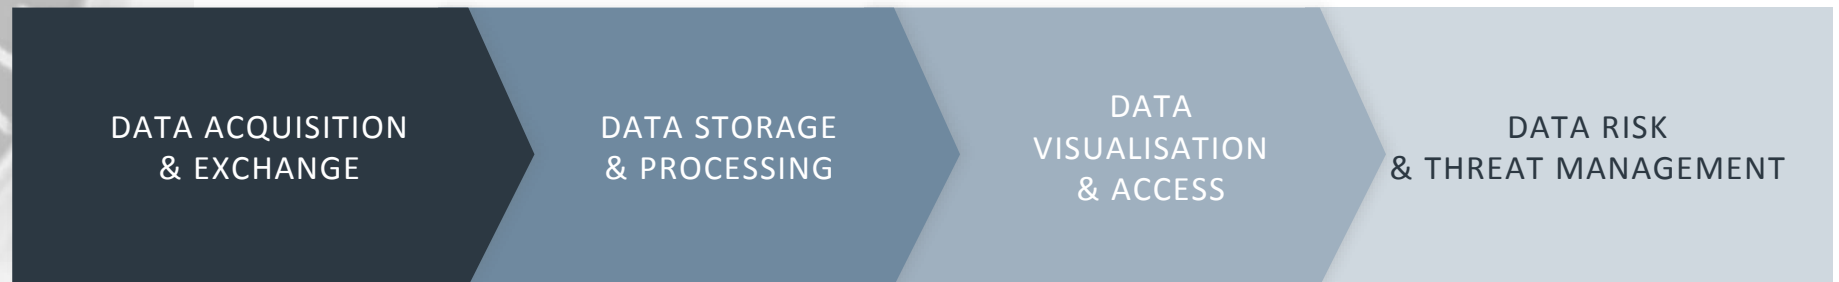 DATA ACQUISITION
& EXCHANGE
DATA STORAGE
& PROCESSING
DATA
VISUALISATION
& ACCESS
DATA RISK
& THREAT MANAGEMENT